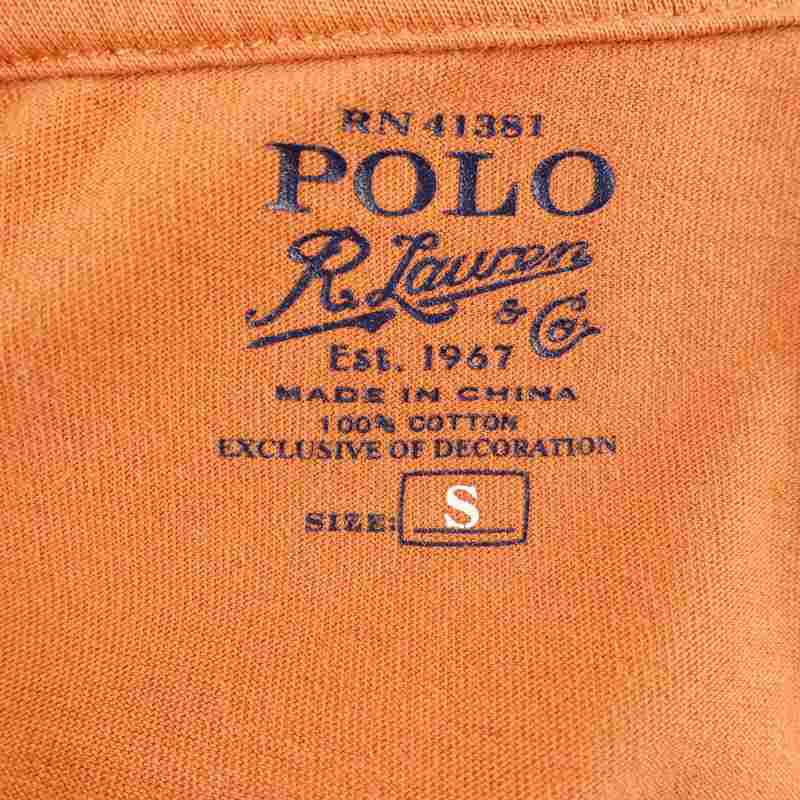 RN 41381
POLO
R Lauren
& Co
Est. 1967
MADE IN CHINA
100% COTTON
EXCLUSIVE OF DECORATION
SIZE: S